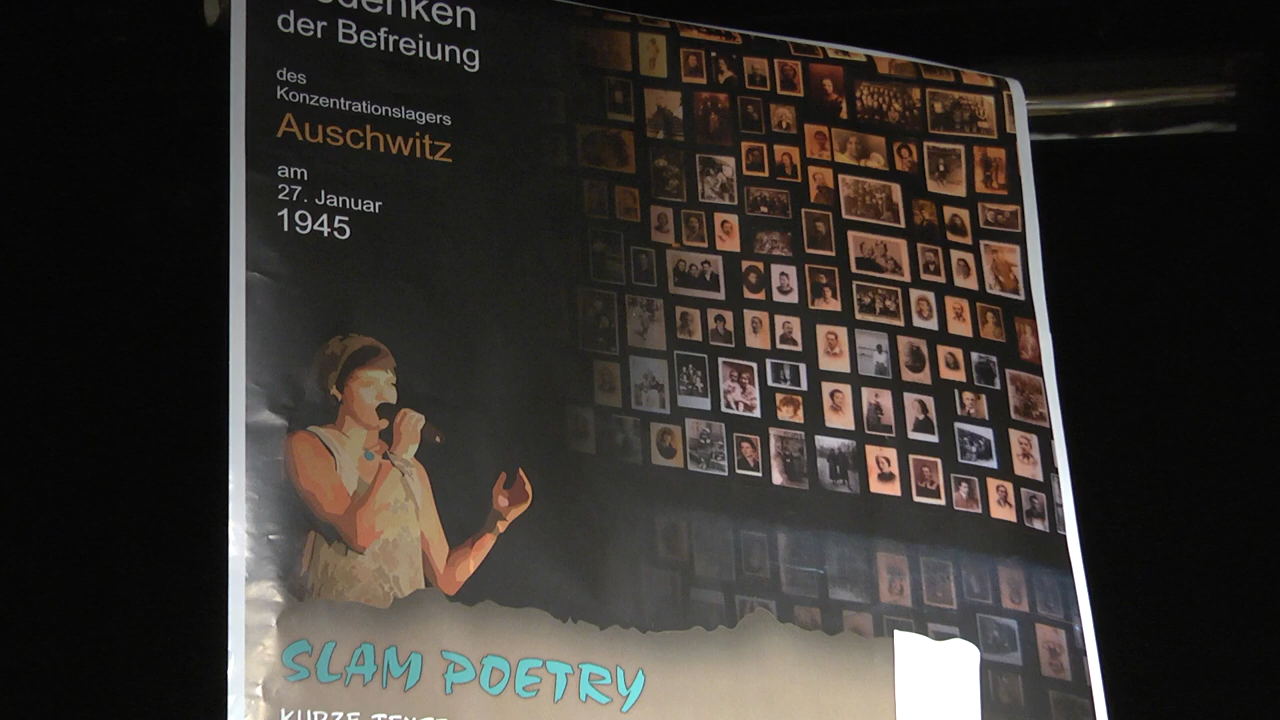 der Befreiung
des
Konzentrationslagers
Auschwitz
am
27. Januar
1945
SLAM POETRY